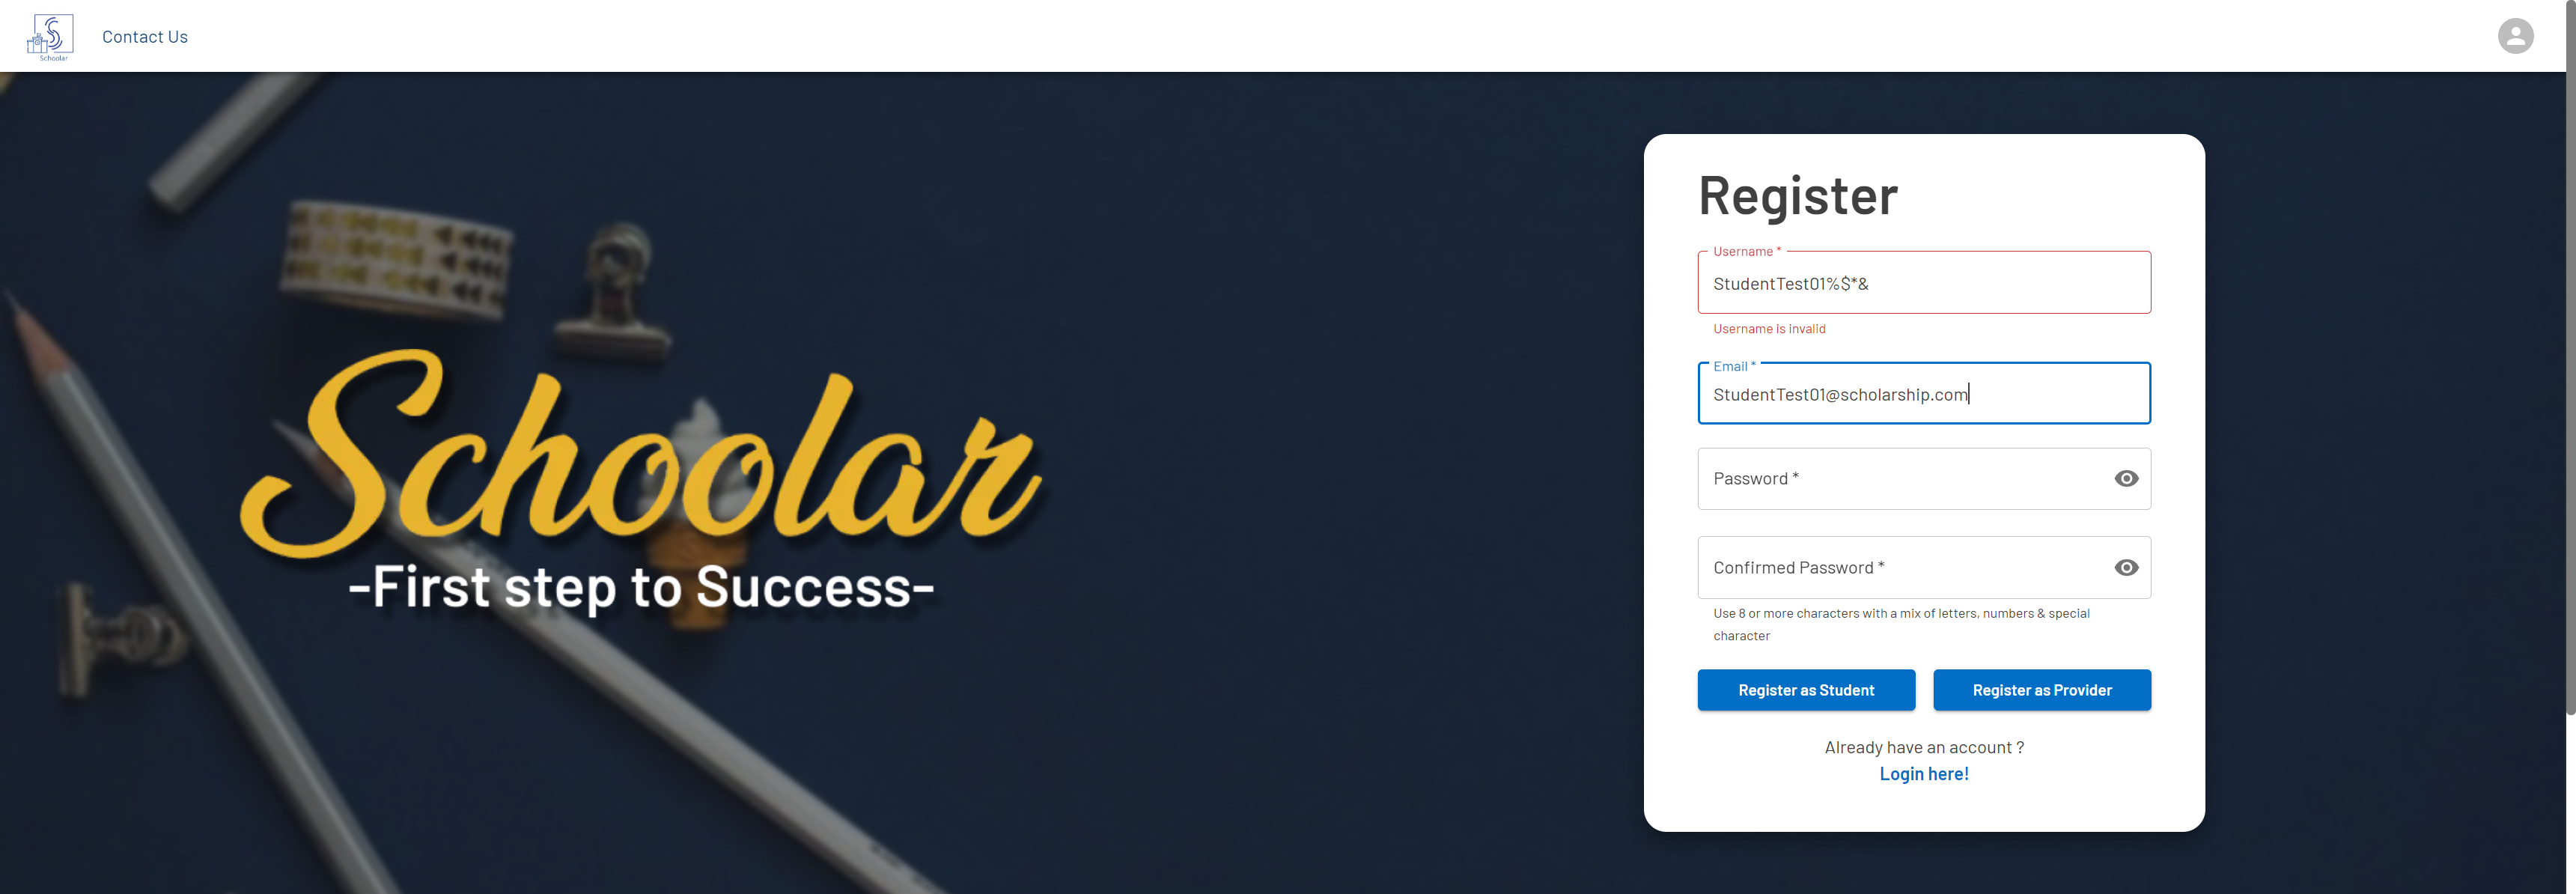 Schoolar
Contact Us
Schoolar
-First step to Success-
Register
Username *
StudentTest01%$*&
Username is invalid
Email *
StudentTest01@scholarship.com
Password *
Confirmed Password *
Use 8 or more characters with a mix of letters, numbers & special
character
Register as Student
Register as Provider
Already have an account ?
Login here!